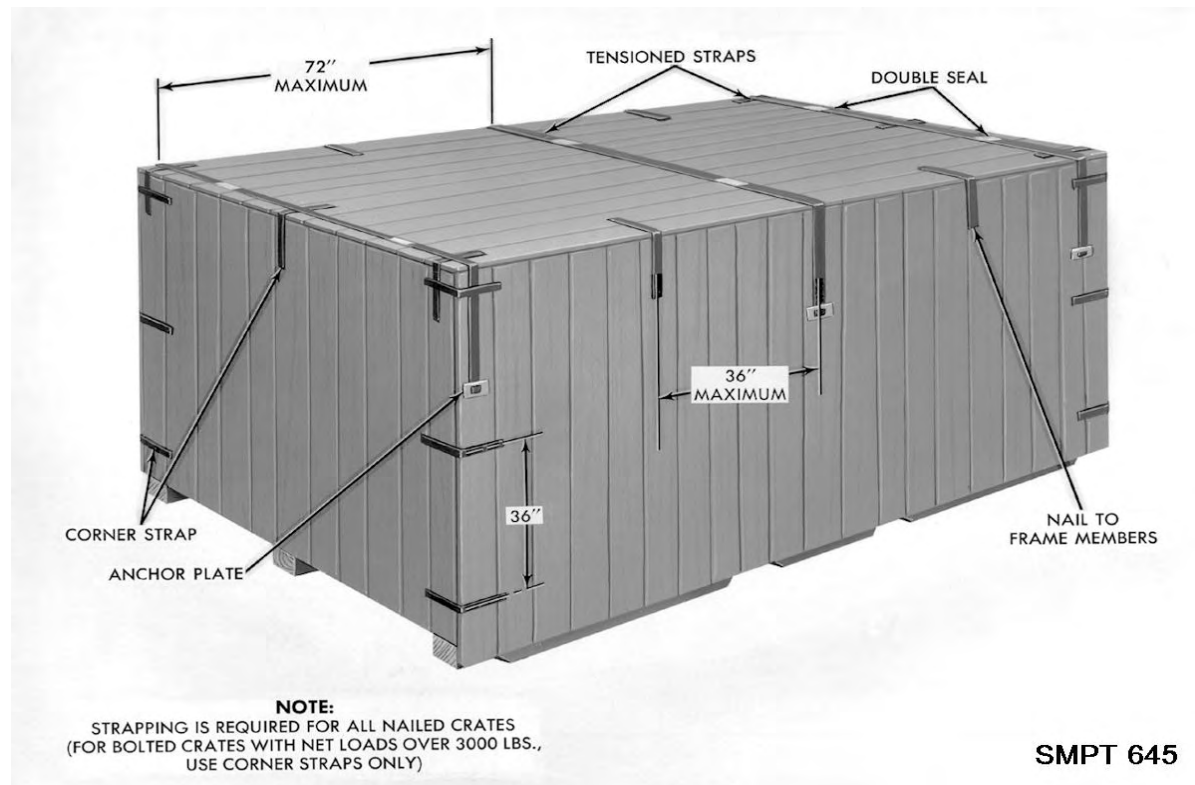 72"
MAXIMUM
TENSIONED STRAPS
DOUBLE SEAL
36"
MAXIMUM
36"
CORNER STRAP
ANCHOR PLATE
NAIL TO
FRAME MEMBERS
NOTE:
STRAPPING IS REQUIRED FOR ALL NAILED CRATES
(FOR BOLTED CRATES WITH NET LOADS OVER 3000 LBS.,
USE CORNER STRAPS ONLY)
SMPT 645